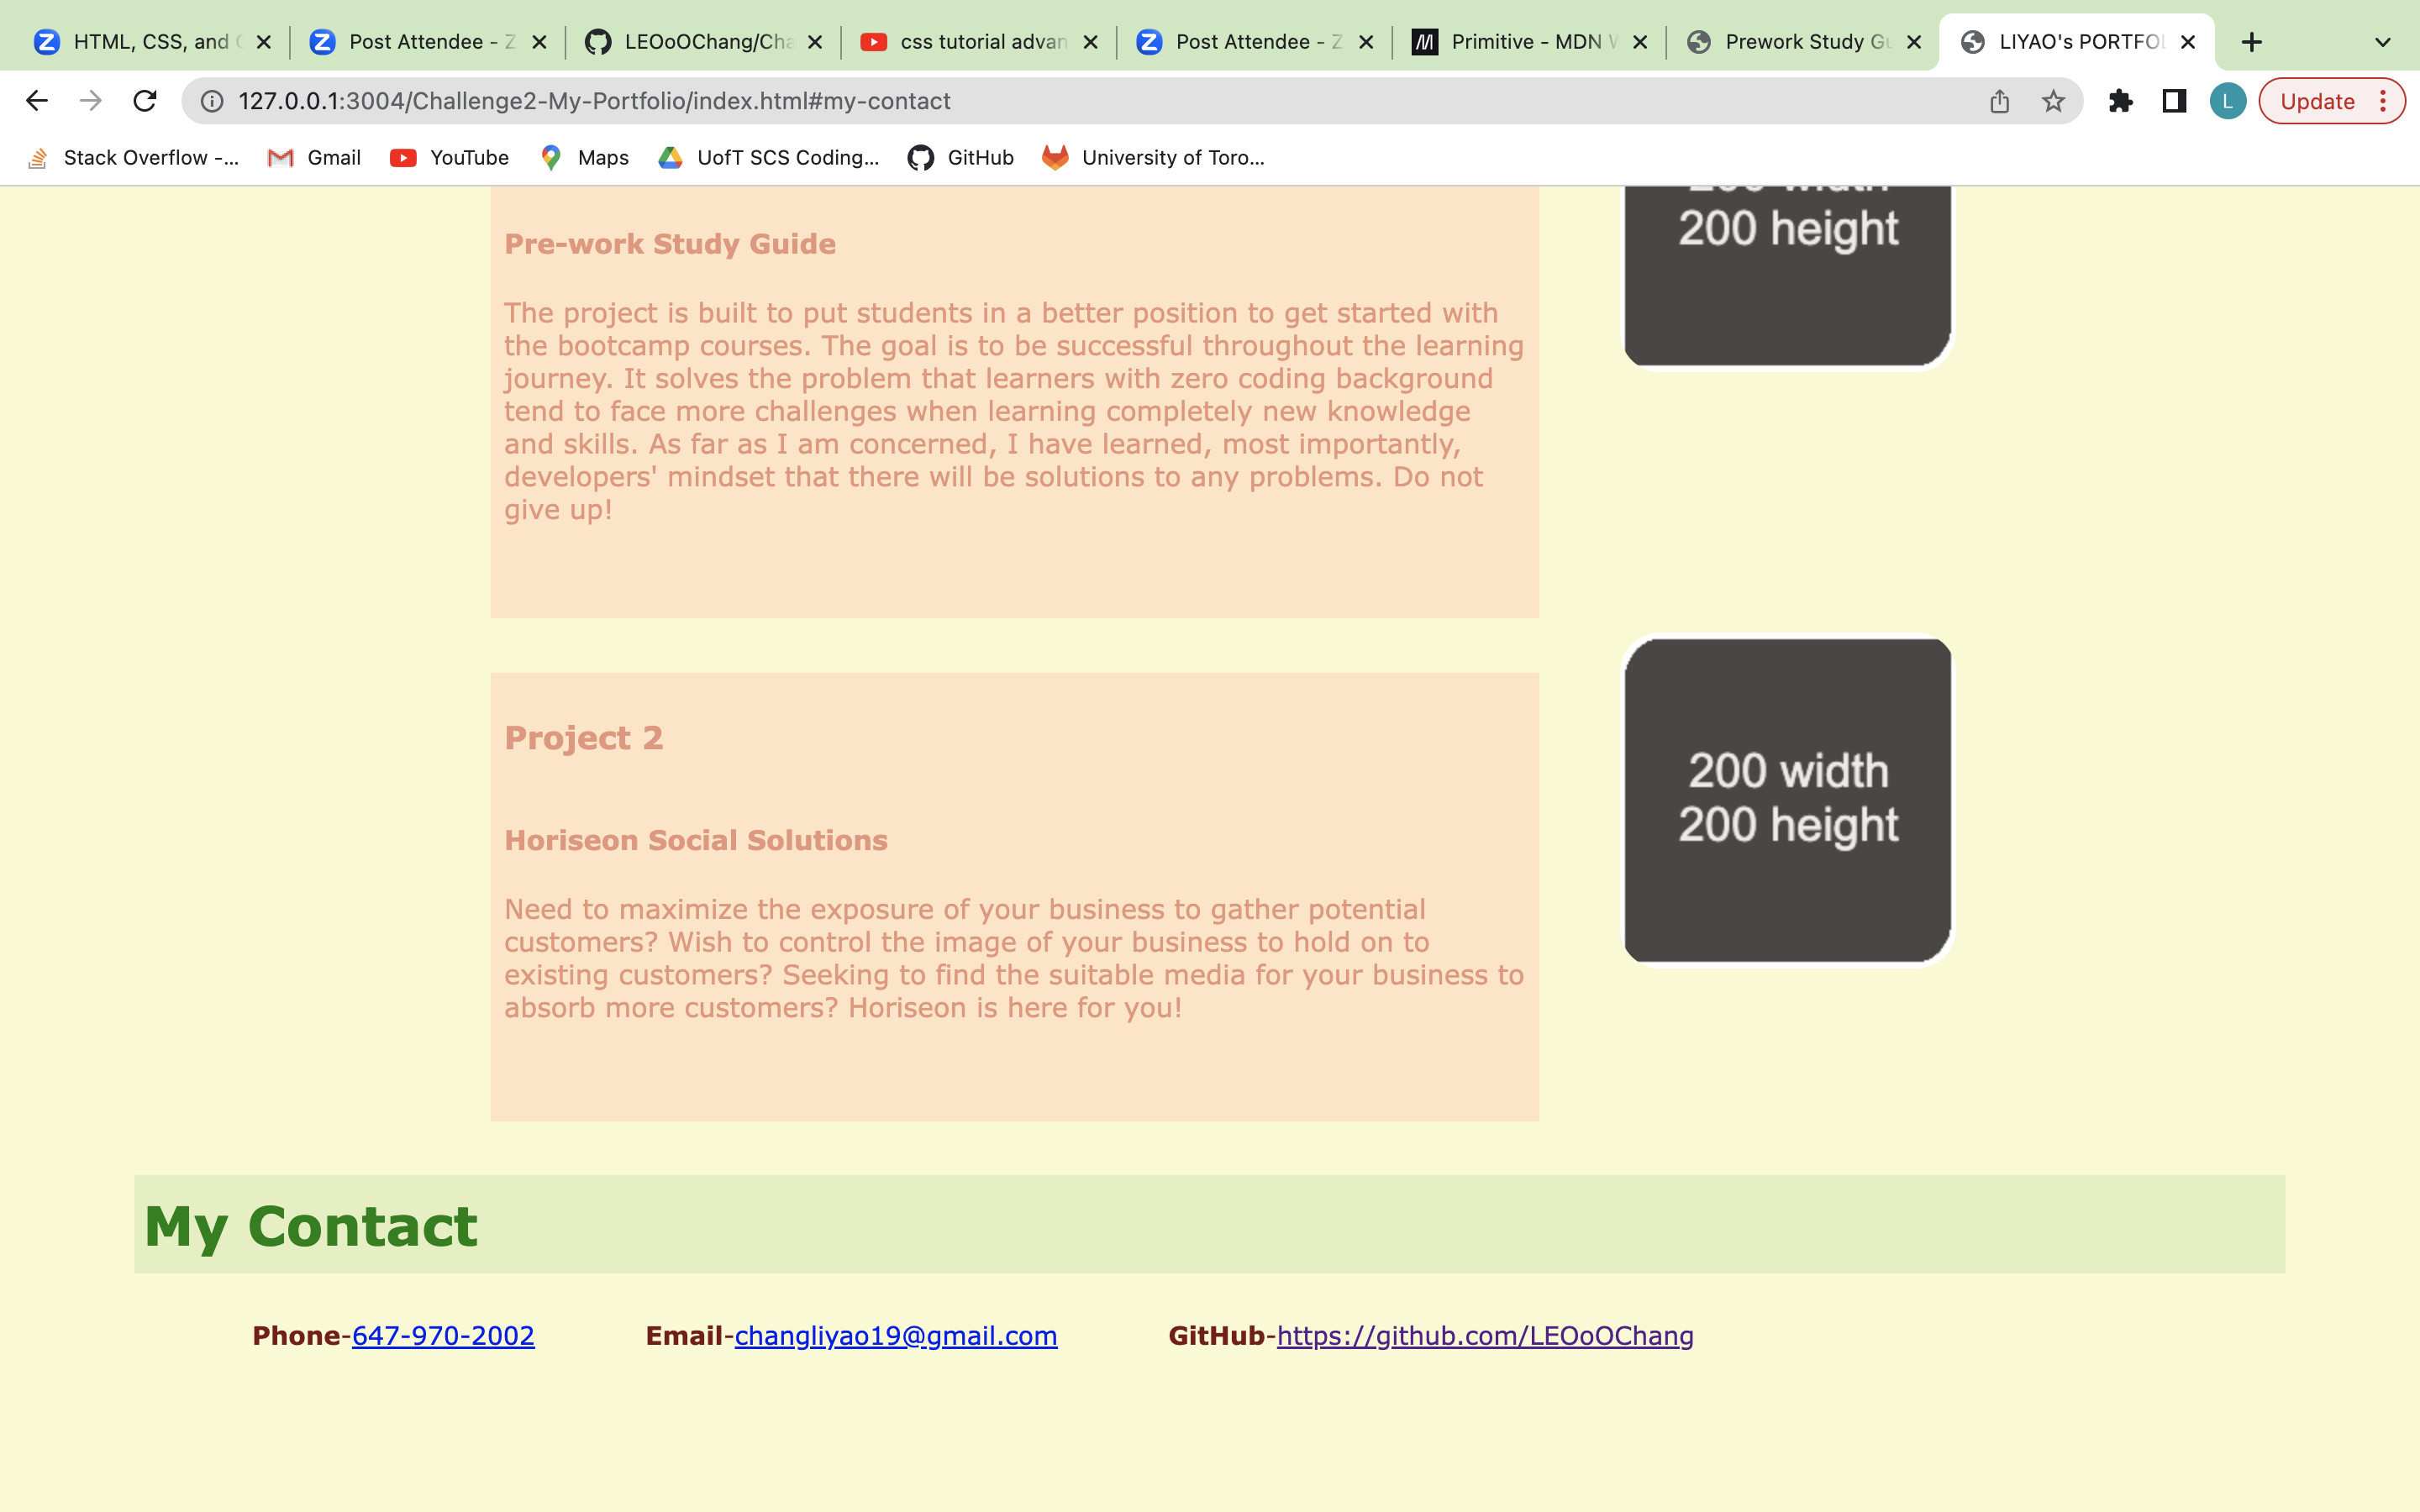 HTML, CSS, and
Post Attendee - Z
LEOoOChang/Cha
css tutorial advan
Post Attendee - Z
Primitive - MDN W
Prework Study Gu
LIYAO's PORTFOL
127.0.0.1:3004/Challenge2-My-Portfolio/index.html#my-contact
L
Update
Stack Overflow -...
Gmail
YouTube
Maps
UofT SCS Coding...
GitHub
University of Toro...
200 width
200 height
Pre-work Study Guide
The project is built to put students in a better position to get started with
the bootcamp courses. The goal is to be successful throughout the learning
journey. It solves the problem that learners with zero coding background
tend to face more challenges when learning completely new knowledge
and skills. As far as I am concerned, I have learned, most importantly,
developers' mindset that there will be solutions to any problems. Do not
give up!
Project 2
Horiseon Social Solutions
Need to maximize the exposure of your business to gather potential
customers? Wish to control the image of your business to hold on to
existing customers? Seeking to find the suitable media for your business to
absorb more customers? Horiseon is here for you!
200 width
200 height
My Contact
Phone-647-970-2002
Email-changliyao19@gmail.com
GitHub-https://github.com/LEOoOChang